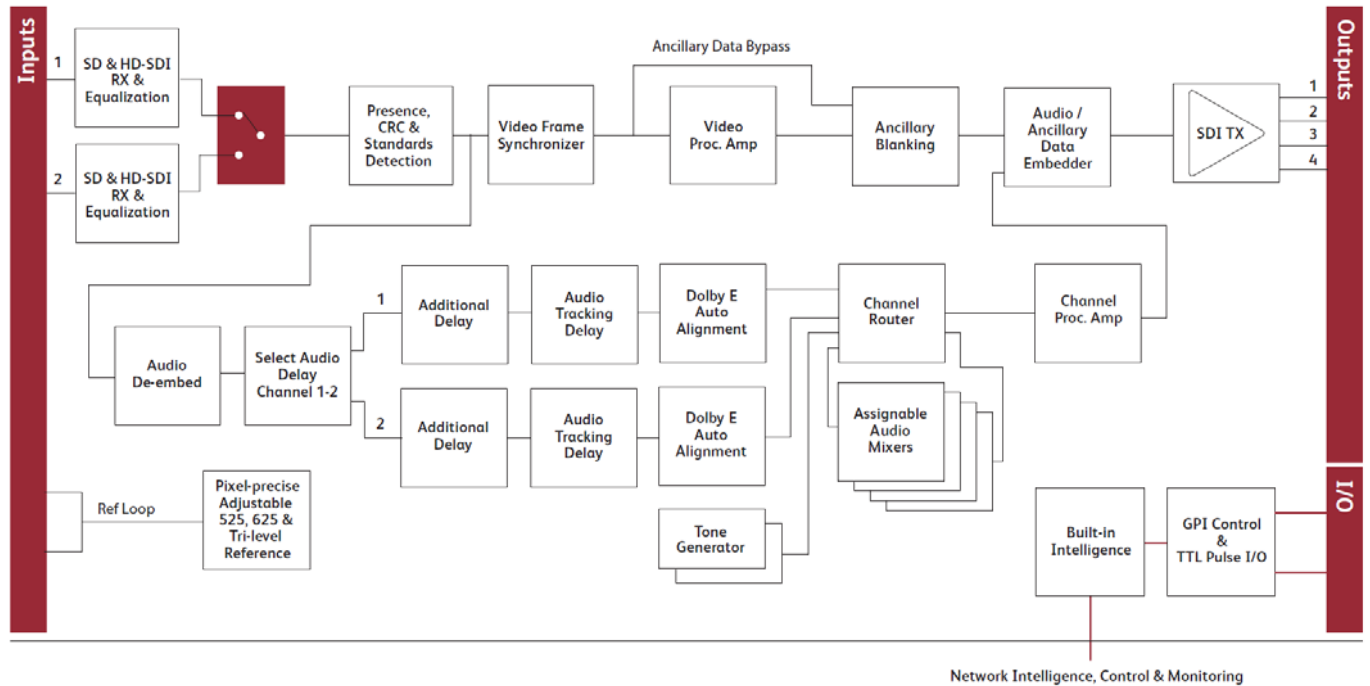 Inputs
Outputs
I/O
Ancillary Data Bypass
1
SD & HD-SDI
RX &
Equalization
2
SD & HD-SDI
RX &
Equalization
Presence,
CRC &
Standards
Detection
Video Frame
Synchronizer
Video
Proc. Amp
Ancillary
Blanking
Audio /
Ancillary
Data
Embedder
SDI TX
1
2
3
4
Audio
De-embed
Select Audio
Delay
Channel 1-2
1
Additional
Delay
Audio
Tracking
Delay
Dolby E
Auto
Alignment
Channel
Router
Channel
Proc. Amp
2
Additional
Delay
Audio
Tracking
Delay
Dolby E
Auto
Alignment
Assignable
Audio
Mixers
Ref Loop
Pixel-precise
Adjustable
525, 625 &
Tri-level
Reference
Tone
Generator
Built-in
Intelligence
GPI Control
&
TTL Pulse I/O
Network Intelligence, Control & Monitoring